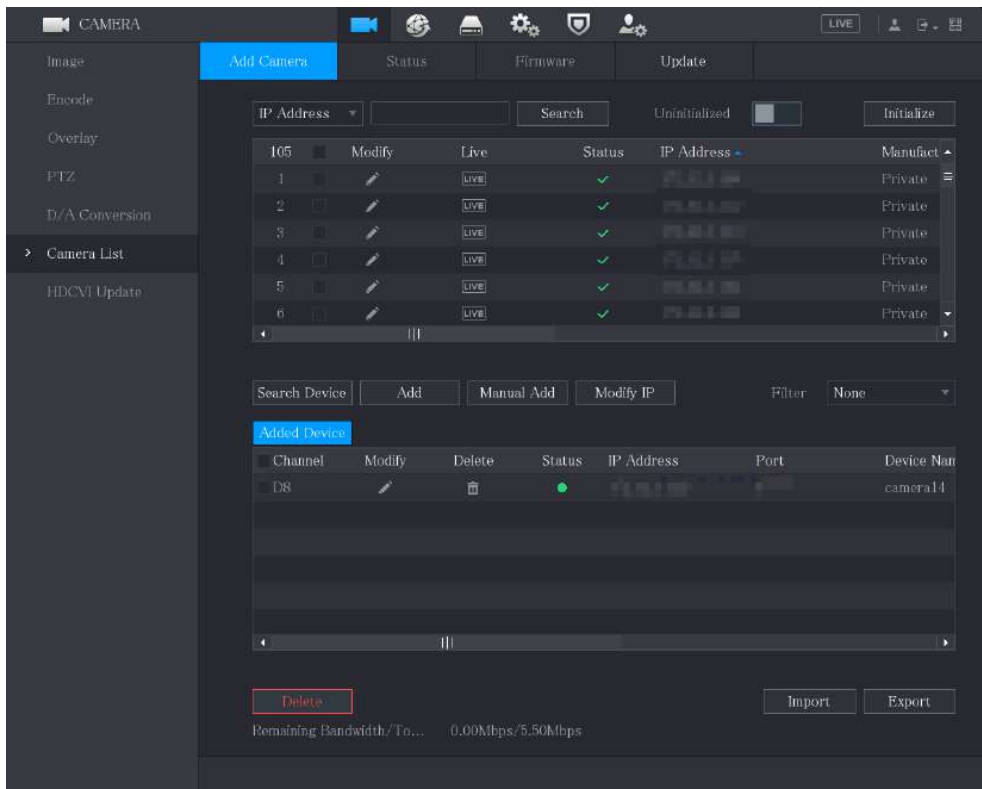 CAMERA LIVE
Image Add Camera Status Firmware Update
Encode
IP Address Search Uninitialized Initialize
Overlay
105 Modify Live Status IP Address Manufact
PTZ
1 LIVE Private
2 LIVE Private
D/A Conversion
3 LIVE Private
Camera List
4 LIVE Private
5 LIVE Private
HDCVI Update
6 LIVE Private
Search Device Add Manual Add Modify IP Filter None
Added Device
Channel Modify Delete Status IP Address Port Device Nam
D8 camera14
Delete Import Export
Remaining Bandwidth/To... 0.00Mbps/5.50Mbps